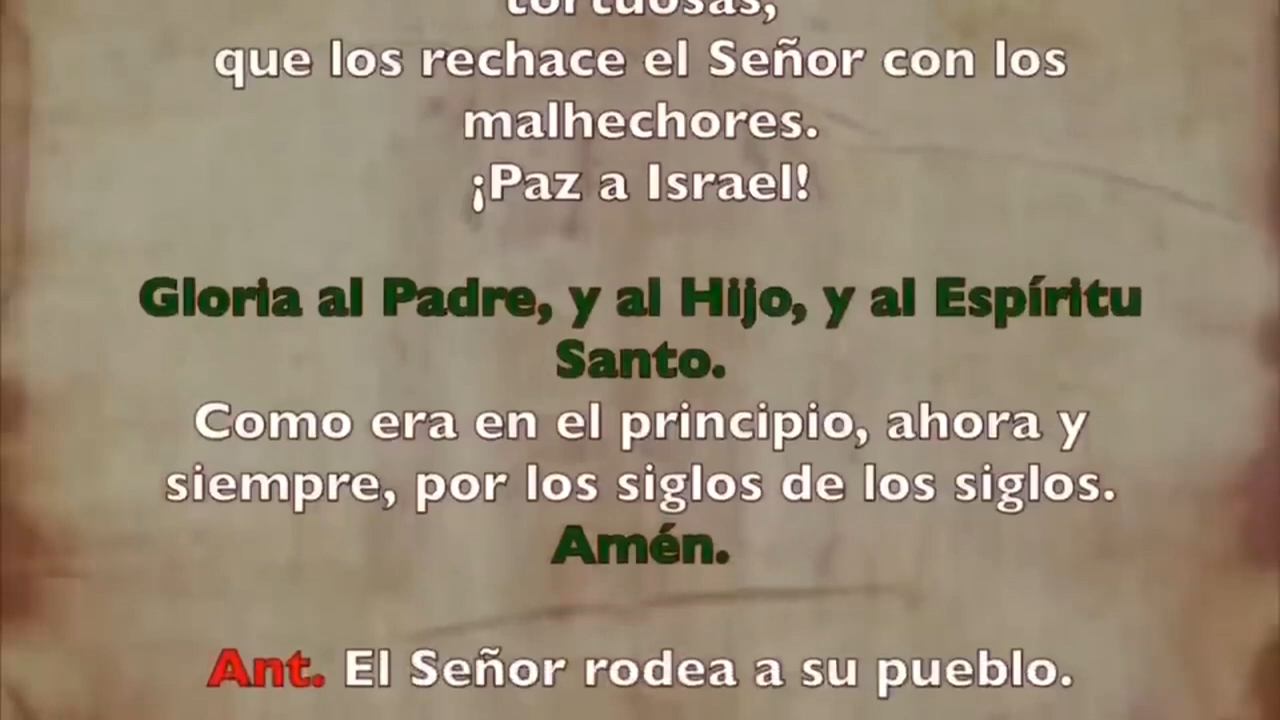 tortuosas,
que los rechace el Señor con los
malhechores.
¡Paz a Israel!
Gloria al Padre, y al Hijo, y al Espíritu
Santo.
Como era en el principio, ahora y
siempre, por los siglos de los siglos.
Amén.
Ant. El Señor rodea a su pueblo.